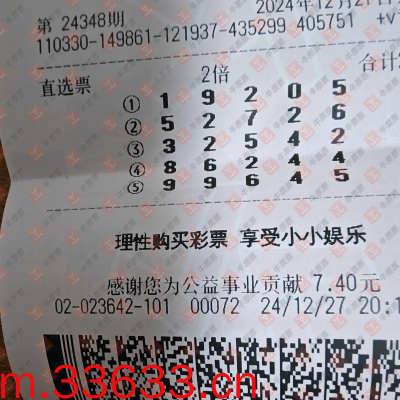 第 24348期 2024年12月27日
110330-149861-121937-435299 405751 +v
直选票 2倍 合计
① 1 9 2 0 5
② 5 2 7 2 6
③ 3 2 5 4 2
④ 8 6 2 4 4
⑤ 9 9 6 4 5
理性购买彩票 享受小小娱乐
感谢您为公益事业贡献 7.40元
02-023642-101 00072 24/12/27 20:1
m.33633.cn